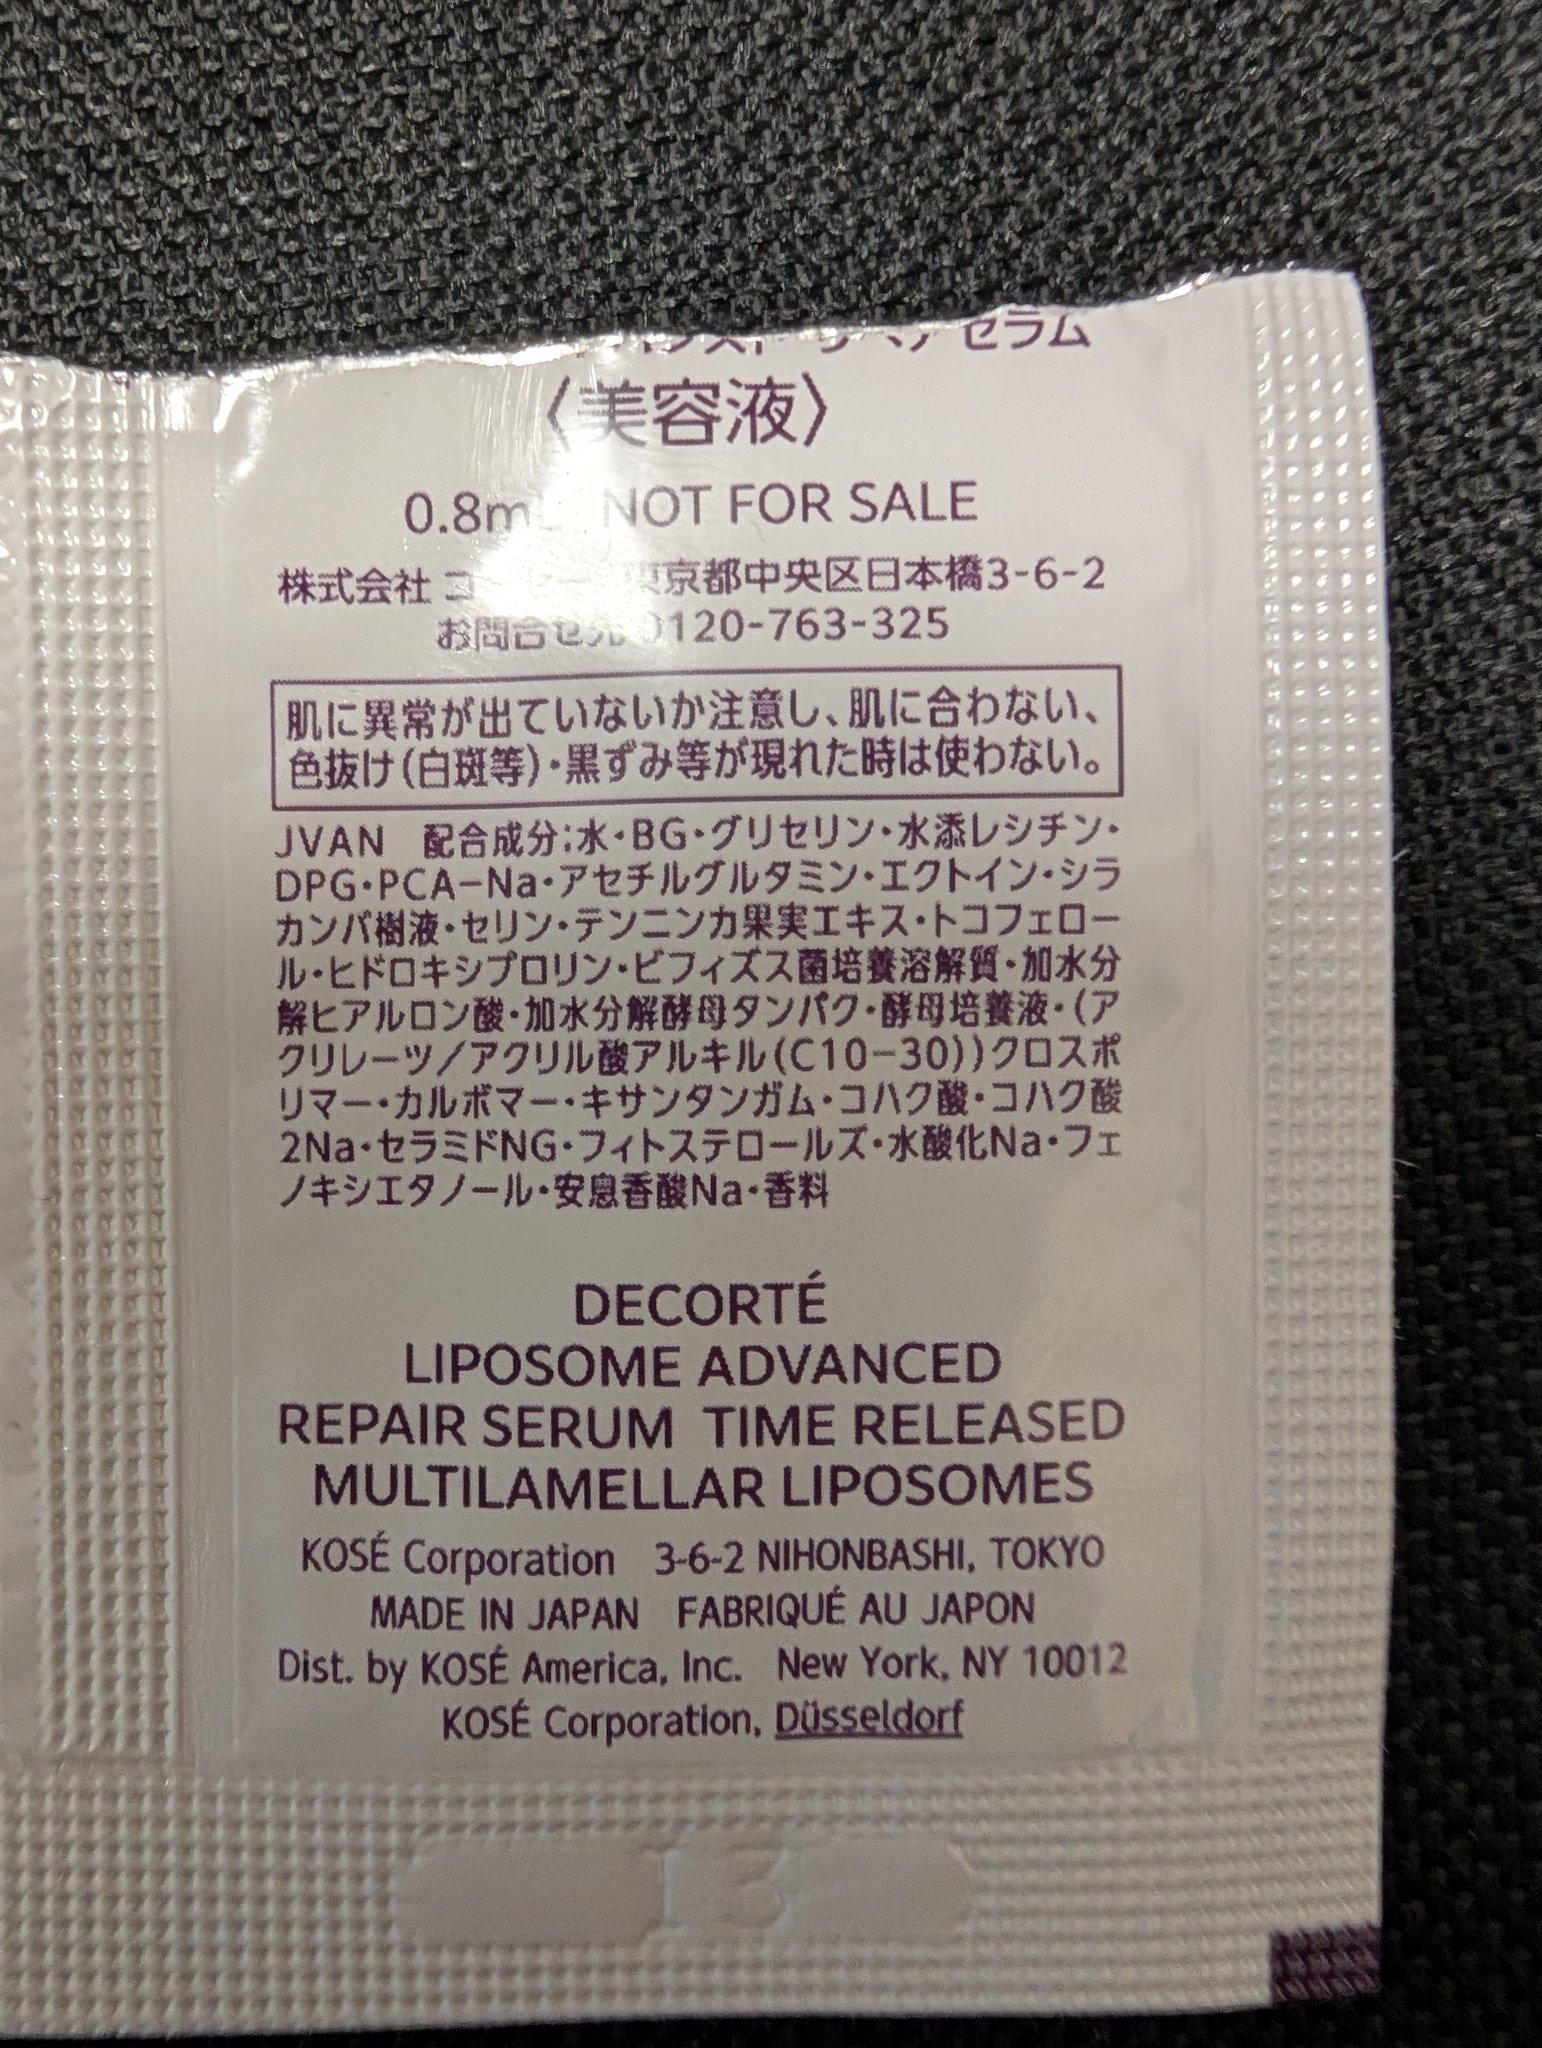 セラム
〈美容液〉
0.8m NOT FOR SALE
株式会社 東京都中央区日本橋3-6-2
お問合せ先 0120-763-325
肌に異常が出ていないか注意し、肌に合わない、
色抜け(白斑等)・黒ずみ等が現れた時は使わない。
JVAN 配合成分:水・BG・グリセリン・水添レシチン・
DPG・PCA－Na・アセチルグルタミン・エクトイン・シラ
カンバ樹液・セリン・テンニンカ果実エキス・トコフェロー
ル・ヒドロキシプロリン・ビフィズス菌培養溶解質・加水分
解ヒアルロン酸・加水分解酵母タンパク・酵母培養液・(ア
クリレーツ／アクリル酸アルキル(C10－30))クロスポ
リマー・カルボマー・キサンタンガム・コハク酸・コハク酸
2Na・セラミドNG・フィトステロールズ・水酸化Na・フェ
ノキシエタノール・安息香酸Na・香料
DECORTÉ
LIPOSOME ADVANCED
REPAIR SERUM TIME RELEASED
MULTILAMELLAR LIPOSOMES
KOSÉ Corporation 3-6-2 NIHONBASHI, TOKYO
MADE IN JAPAN FABRIQUÉ AU JAPON
Dist. by KOSÉ America, Inc. New York, NY 10012
KOSÉ Corporation, Düsseldorf